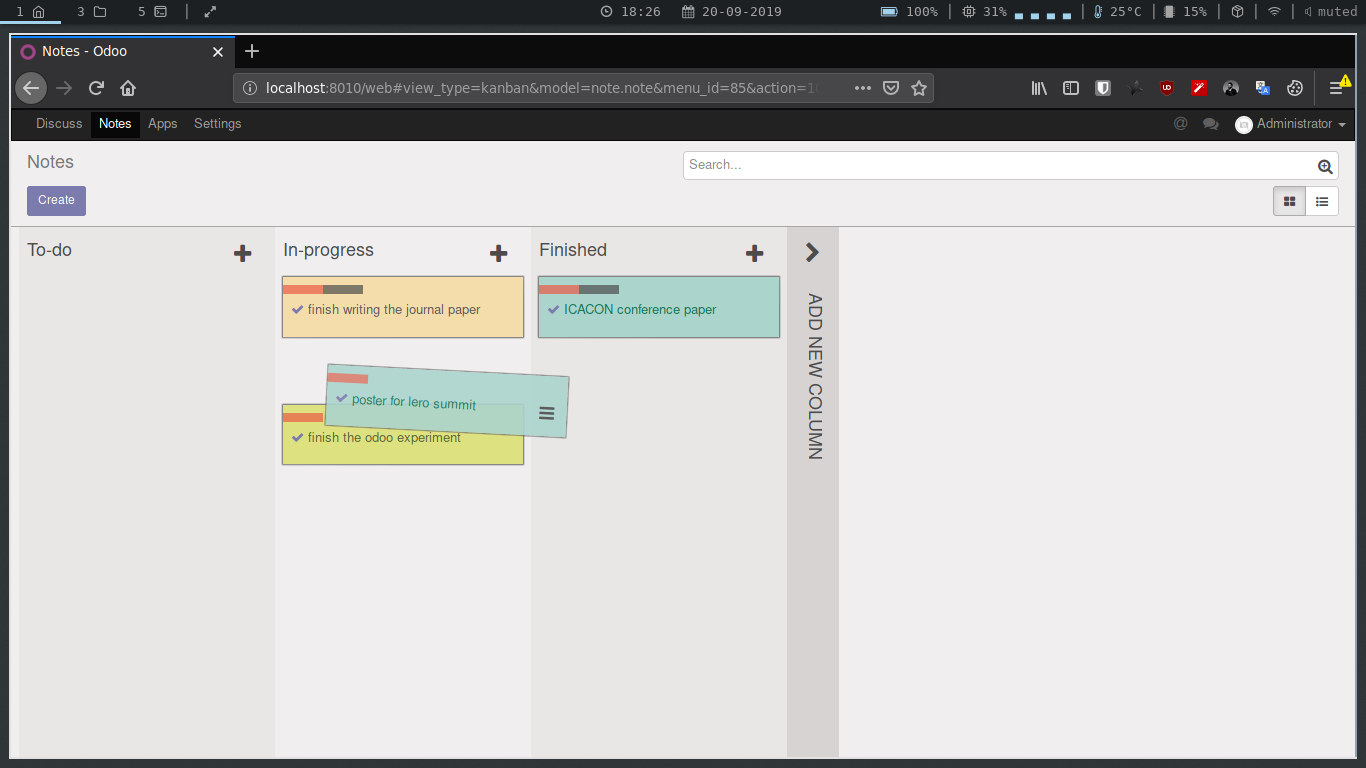 1 3 5 18:26 20-09-2019 100% 31% 25°C 15% muted
Notes - Odoo
localhost:8010/web#view_type=kanban&model=note.note&menu_id=85&action=1
Discuss Notes Apps Settings Administrator
Notes
Search...
Create
To-do In-progress Finished
finish writing the journal paper
ICACON conference paper
poster for lero summit
finish the odoo experiment
ADD NEW COLUMN